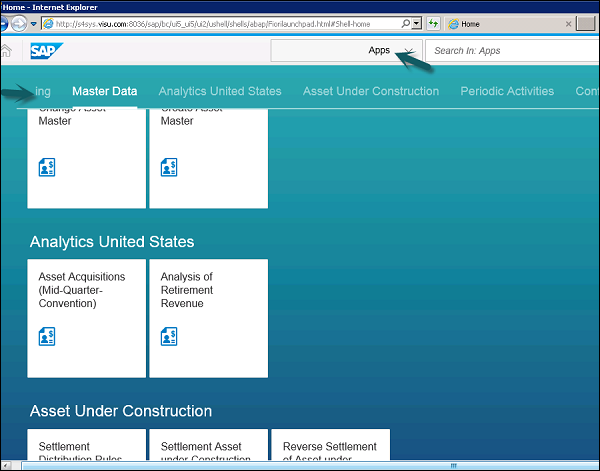 Home - Internet Explorer
http://s4sys.visu.com:8036/sap/bc/ui5_ui5/ui2/ushell/shells/abap/Fiorilaunchpad.html#Shell-home
Home
SAP
Apps
Search In: Apps
ing
Master Data
Analytics United States
Asset Under Construction
Periodic Activities
Con
Change Asset
Master
Create Asset
Master
Analytics United States
Asset Acquisitions
(Mid-Quarter-
Convention)
Analysis of
Retirement
Revenue
Asset Under Construction
Settlement
Distribution Rules
Settlement Asset
under Construction
Reverse Settlement
of Asset under